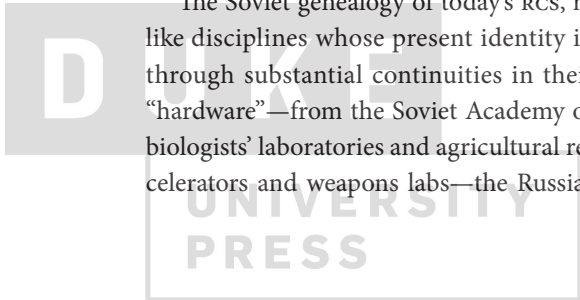 The Soviet genealogy of today's RCs,
like disciplines whose present identity
through substantial continuities in
"hardware"—from the Soviet Academy
biologists' laboratories and agricultural
celerators and weapons labs—the
DUKE
UNIVERSITY
PRESS